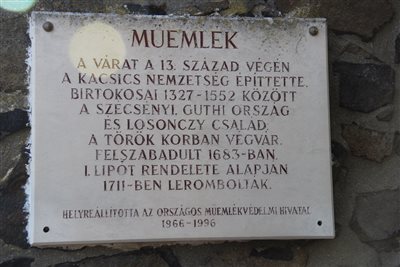 MŰEMLÉK
A VÁRAT A 13. SZÁZAD VÉGÉN
A KACSICS NEMZETSÉG ÉPÍTTETTE.
BIRTOKOSAI 1327-1552 KÖZÖTT
A SZÉCSÉNYI, GUTHI ORSZÁG
ÉS LOSONCZY CSALÁD.
A TÖRÖK KORBAN VÉGVÁR.
FELSZABADULT 1683-BAN.
I. LIPÓT RENDELETE ALAPJÁN
1711-BEN LEROMBOLTÁK.
HELYREÁLLÍTOTTA AZ ORSZÁGOS MŰEMLÉKVÉDELMI HIVATAL
1966-1996